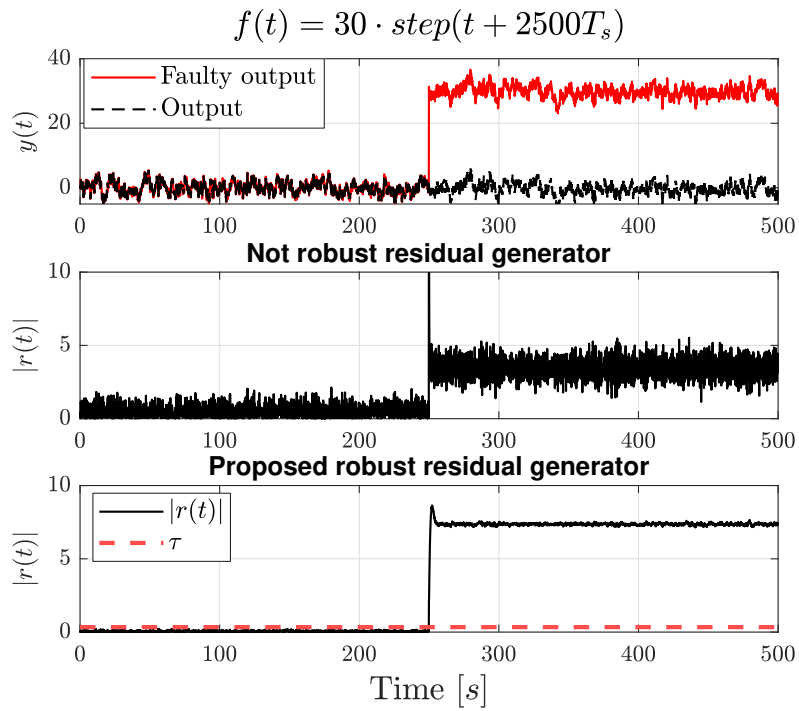 f(t) = 30 · step(t + 2500T_s)
40
20
0
y(t)
Faulty output
Output
0 100 200 300 400 500
Not robust residual generator
10
5
0
|r(t)|
0 100 200 300 400 500
Proposed robust residual generator
10
5
0
|r(t)|
|r(t)|
τ
0 100 200 300 400 500
Time [s]